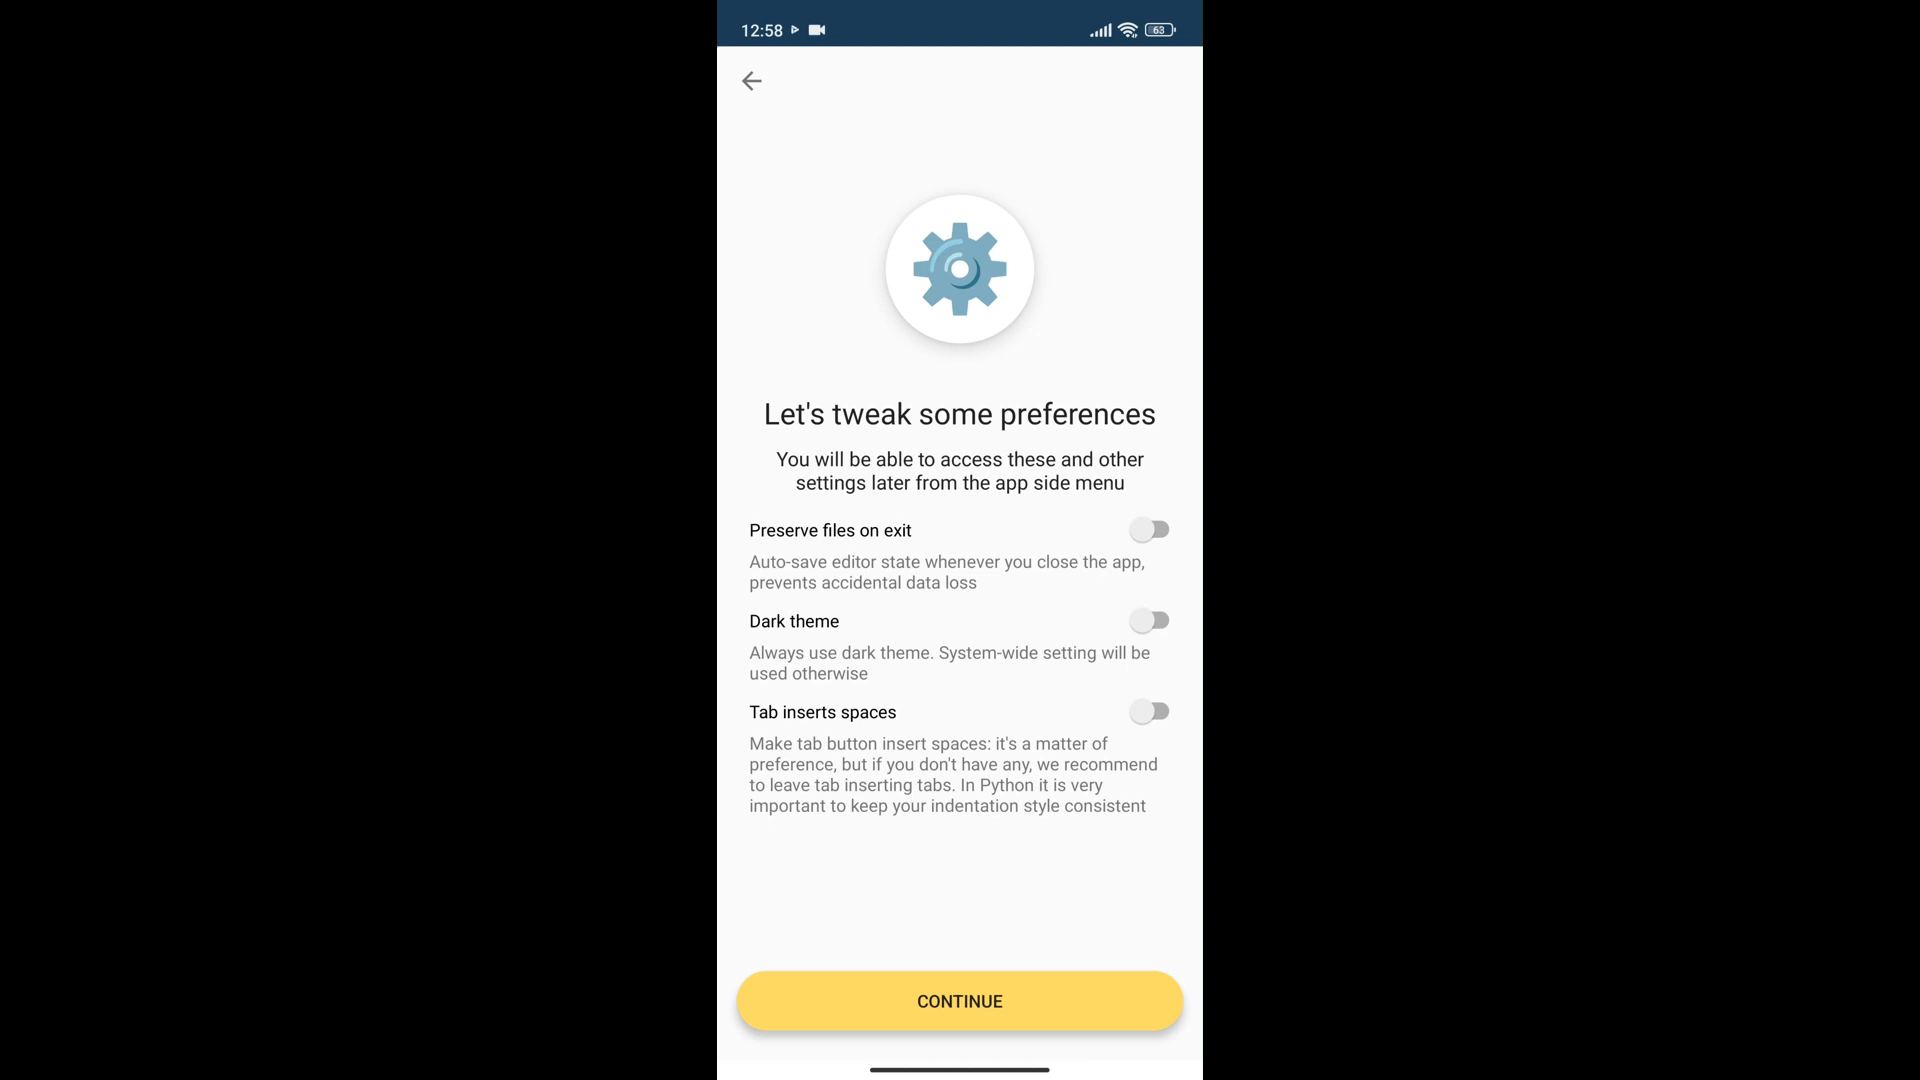 12:58
63
Let's tweak some preferences
You will be able to access these and other
settings later from the app side menu
Preserve files on exit
Auto-save editor state whenever you close the app,
prevents accidental data loss
Dark theme
Always use dark theme. System-wide setting will be
used otherwise
Tab inserts spaces
Make tab button insert spaces: it's a matter of
preference, but if you don't have any, we recommend
to leave tab inserting tabs. In Python it is very
important to keep your indentation style consistent
CONTINUE